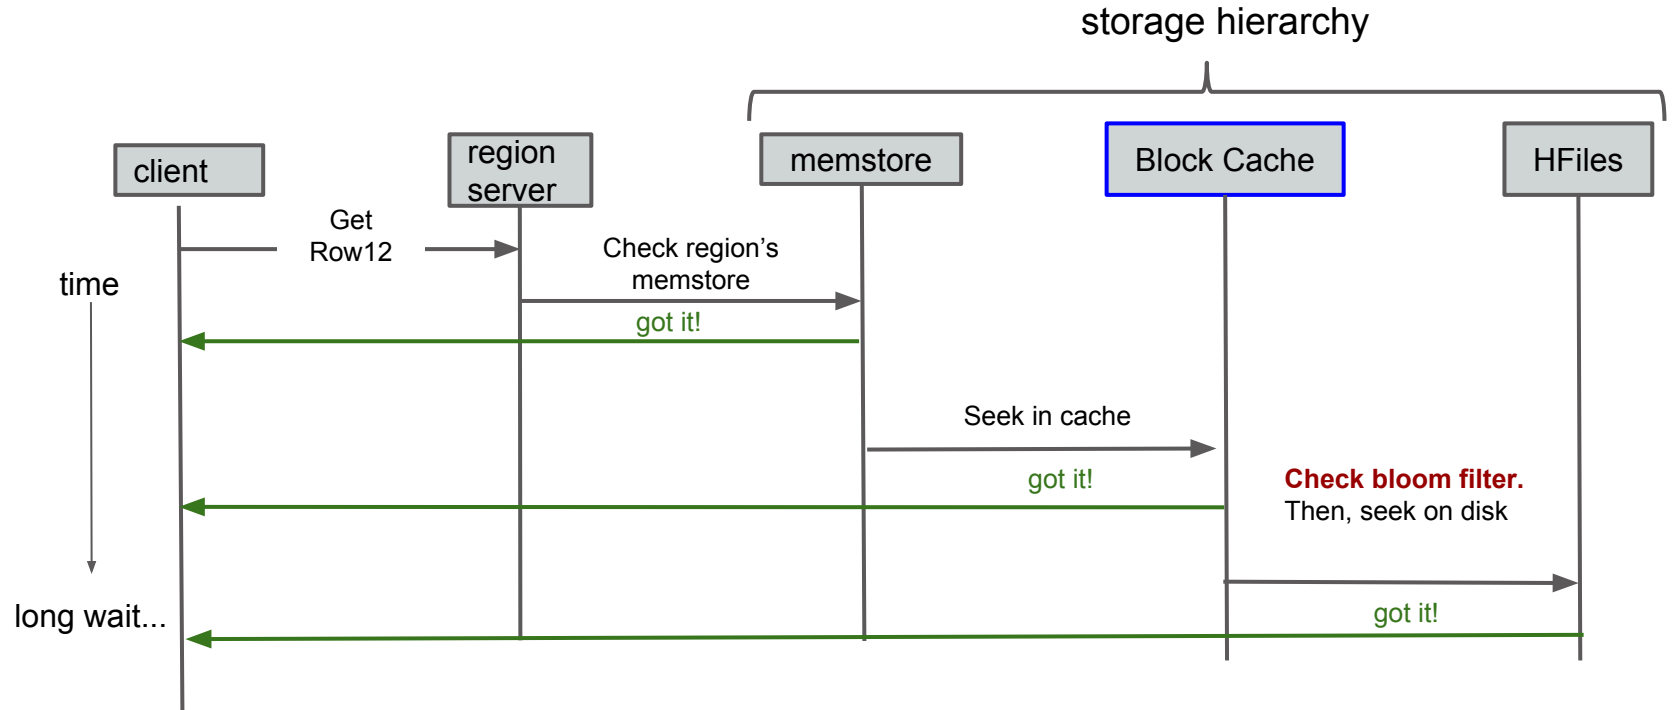 storage hierarchy
client
region
server
memstore
Block Cache
HFiles
Get
Row12
Check region's
memstore
time
got it!
Seek in cache
got it!
Check bloom filter.
Then, seek on disk
long wait...
got it!